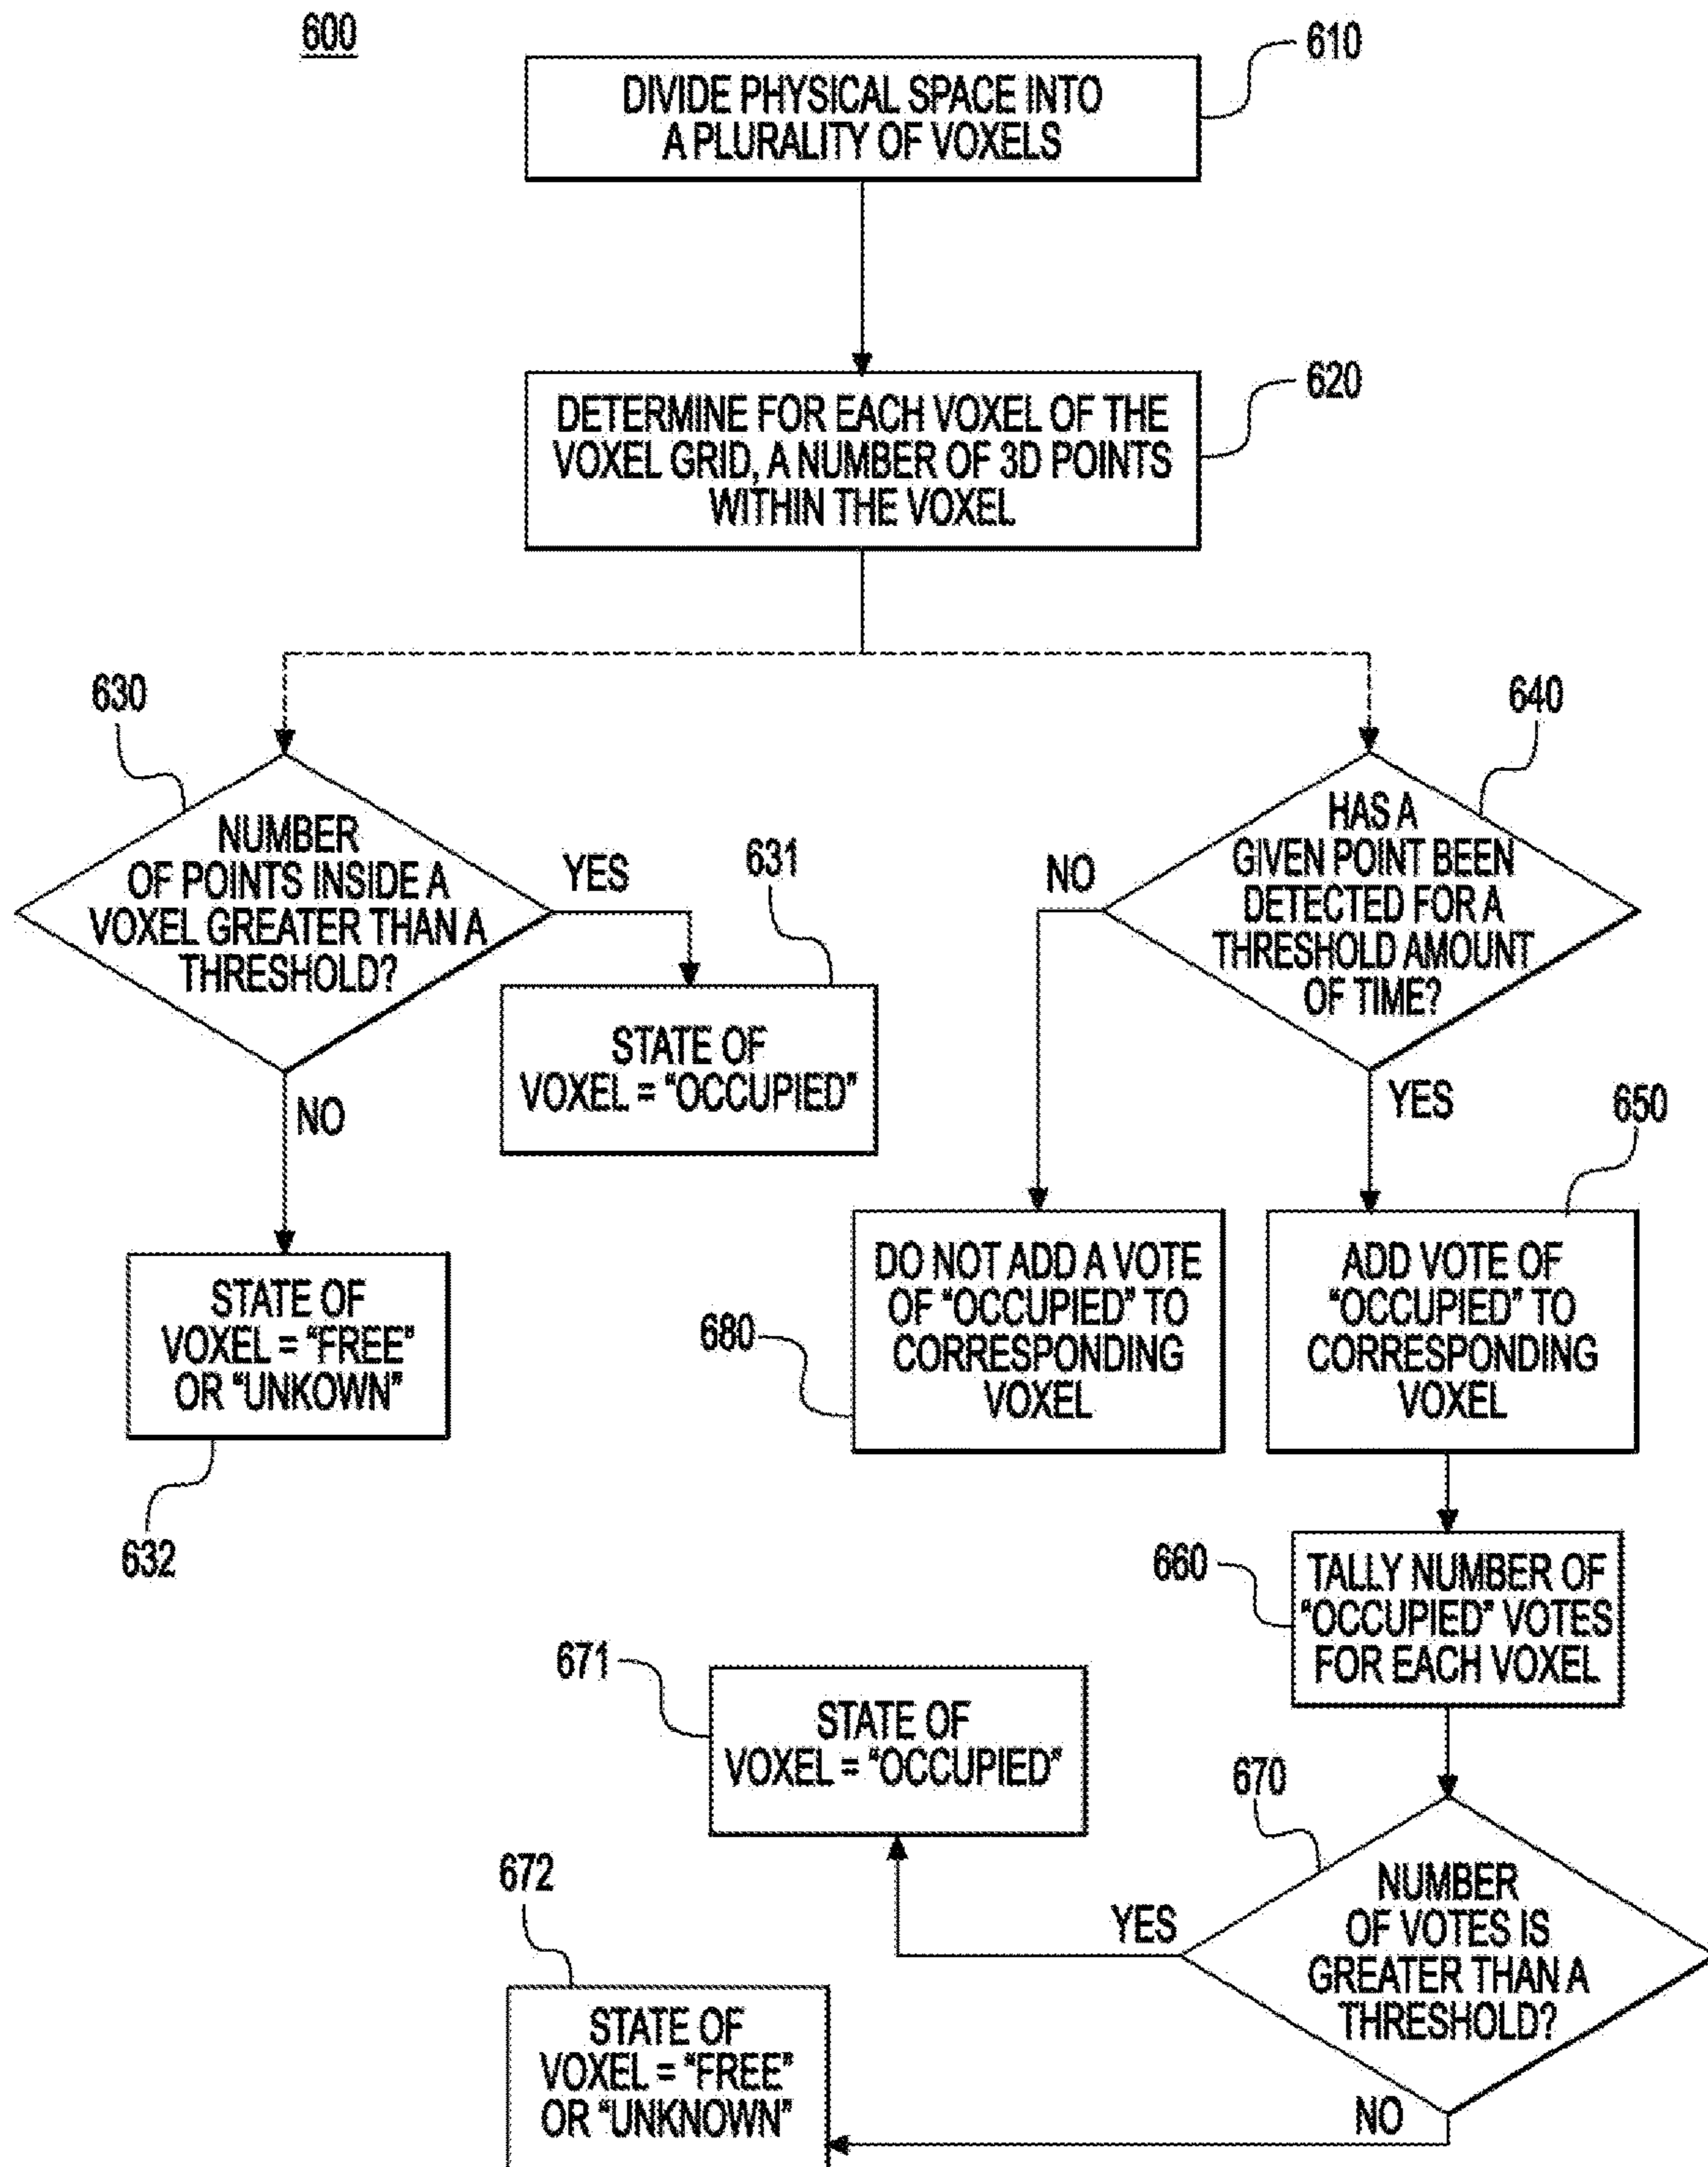 600
610
DIVIDE PHYSICAL SPACE INTO
A PLURALITY OF VOXELS
620
DETERMINE FOR EACH VOXEL OF THE
VOXEL GRID, A NUMBER OF 3D POINTS
WITHIN THE VOXEL
630
NUMBER
OF POINTS INSIDE A
VOXEL GREATER THAN A
THRESHOLD?
YES
631
STATE OF
VOXEL = "OCCUPIED"
NO
STATE OF
VOXEL = "FREE"
OR "UNKOWN"
632
640
HAS A
GIVEN POINT BEEN
DETECTED FOR A
THRESHOLD AMOUNT
OF TIME?
NO
YES
650
DO NOT ADD A VOTE
OF "OCCUPIED" TO
CORRESPONDING
VOXEL
680
ADD VOTE OF
"OCCUPIED" TO
CORRESPONDING
VOXEL
660
TALLY NUMBER OF
"OCCUPIED" VOTES
FOR EACH VOXEL
670
NUMBER
OF VOTES IS
GREATER THAN A
THRESHOLD?
YES
671
STATE OF
VOXEL = "OCCUPIED"
NO
672
STATE OF
VOXEL = "FREE"
OR "UNKNOWN"